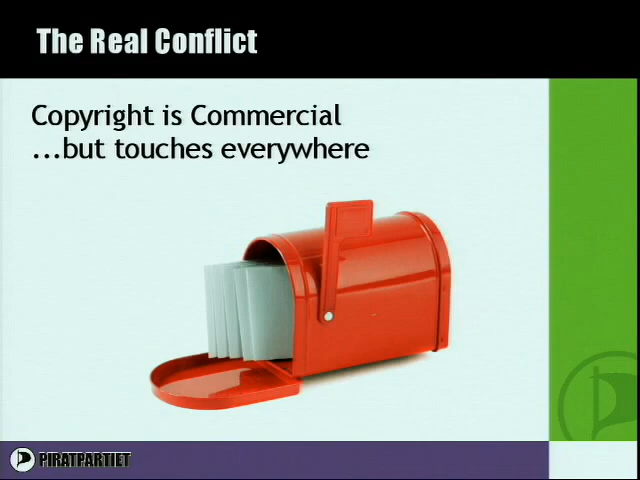 The Real Conflict
Copyright is Commercial
...but touches everywhere
PIRATPARTIET